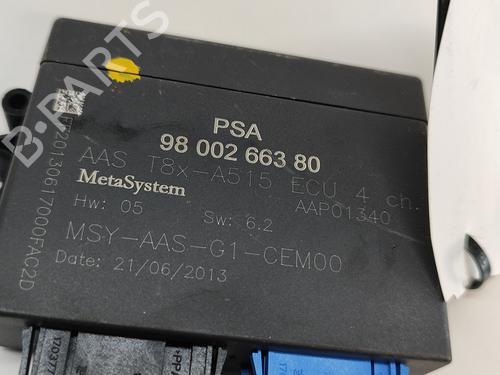 PSA
98 002 663 80
AAS T8x-A515 ECU 4 ch.
MetaSystem
AAP01340
Hw: 05 Sw: 6.2
MSY-AAS-G1-CEM00
Date: 21/06/2013
B-PARTS